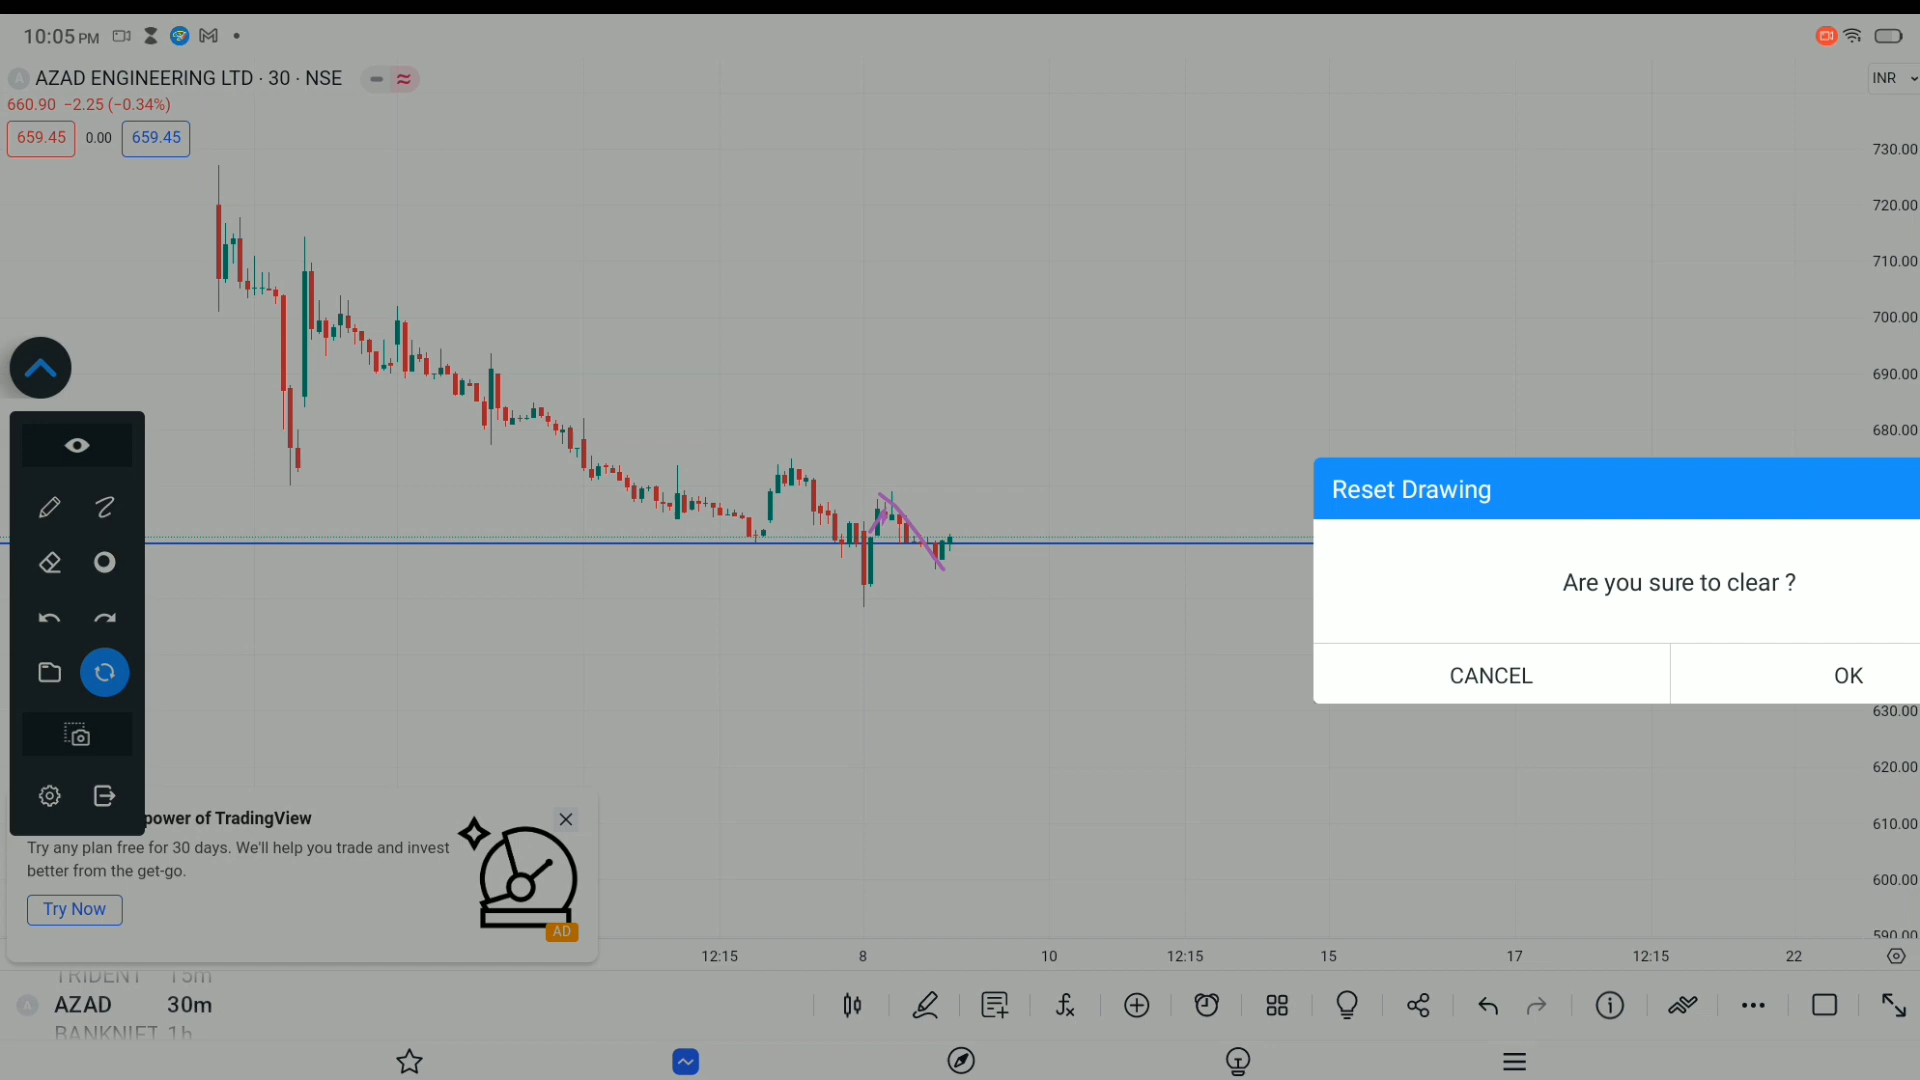 10:05 PM
AZAD ENGINEERING LTD · 30 · NSE
INR
660.90 −2.25 (−0.34%)
659.45 0.00 659.45
730.00
720.00
710.00
700.00
690.00
680.00
Reset Drawing
Are you sure to clear ?
CANCEL OK
630.00
620.00
610.00
600.00
590.00
power of TradingView
Try any plan free for 30 days. We'll help you trade and invest
better from the get-go.
Try Now
AD
12:15 8 10 12:15 15 17 12:15 22
TRIDENT 15m
AZAD 30m
BANKNIFT 1h